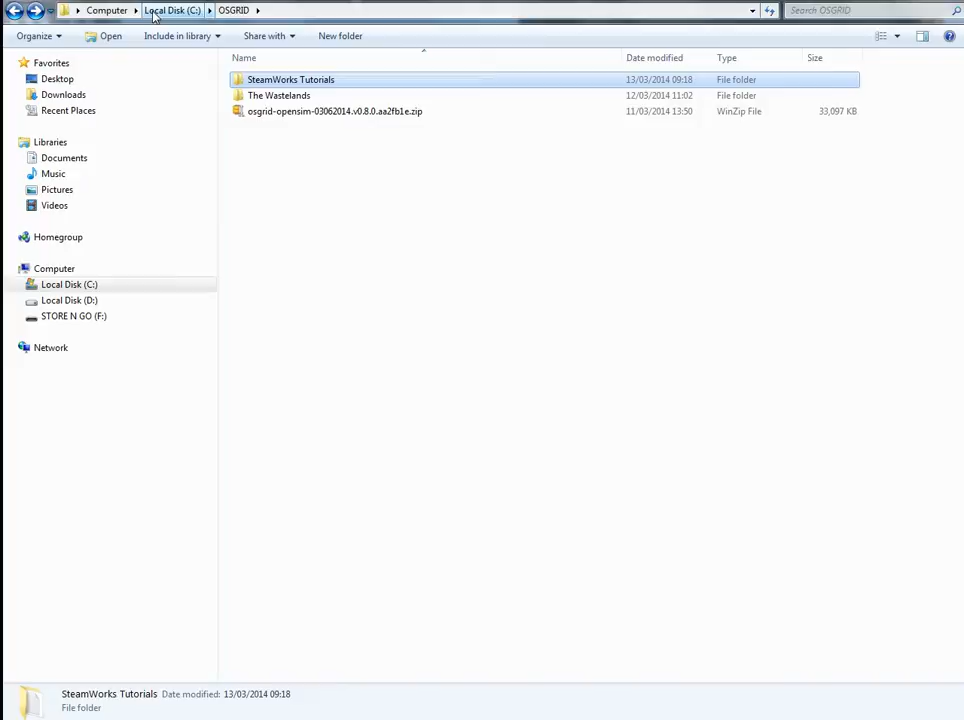 Computer Local Disk (C:) OSGRID Search OSGRID
Organize Open Include in library Share with New folder
Name Date modified Type Size
SteamWorks Tutorials 13/03/2014 09:18 File folder
The Wastelands 12/03/2014 11:02 File folder
osgrid-opensim-03062014.v0.8.0.aa2fb1e.zip 11/03/2014 13:50 WinZip File 33,097 KB
Favorites
Desktop
Downloads
Recent Places
Libraries
Documents
Music
Pictures
Videos
Homegroup
Computer
Local Disk (C:)
Local Disk (D:)
STORE N GO (F:)
Network
SteamWorks Tutorials Date modified: 13/03/2014 09:18
File folder